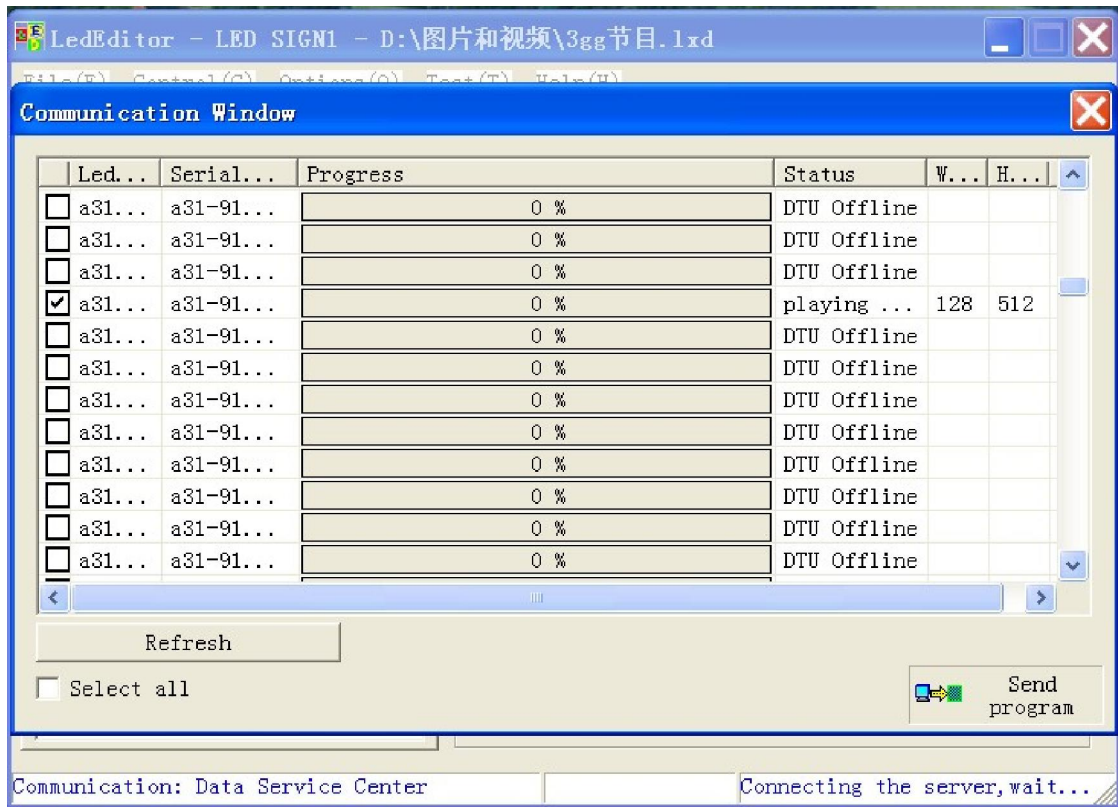 LedEditor - LED SIGN1 - D:\图片和视频\3gg节目.lxd
File(F) Control(C) Options(O) Test(T) Help(H)
Communication Window
Led... Serial... Progress Status W... H...
a31... a31-91... 0 % DTU Offline
a31... a31-91... 0 % DTU Offline
a31... a31-91... 0 % DTU Offline
a31... a31-91... 0 % playing ... 128 512
a31... a31-91... 0 % DTU Offline
a31... a31-91... 0 % DTU Offline
a31... a31-91... 0 % DTU Offline
a31... a31-91... 0 % DTU Offline
a31... a31-91... 0 % DTU Offline
a31... a31-91... 0 % DTU Offline
a31... a31-91... 0 % DTU Offline
a31... a31-91... 0 % DTU Offline
Refresh
Select all
Send
program
Communication: Data Service Center
Connecting the server,wait...